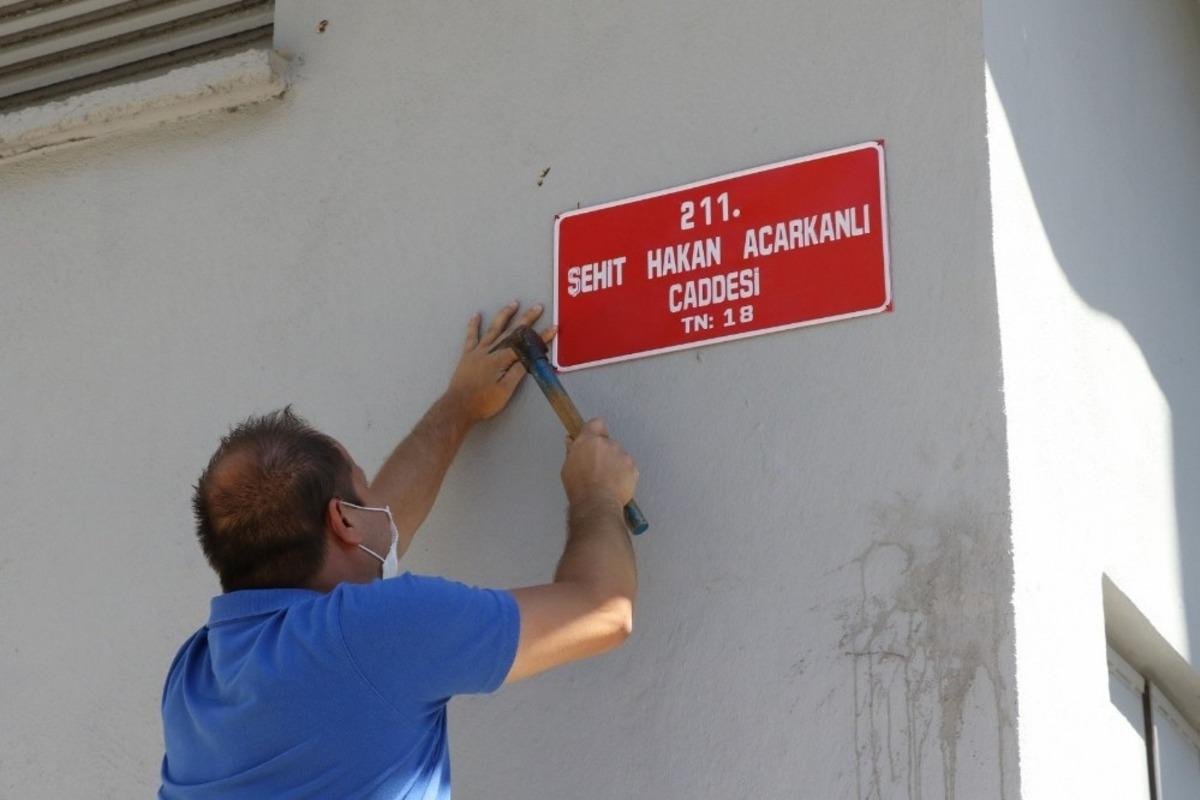 211.
ŞEHIT HAKAN ACARKANLI
CADDESİ
TN: 18